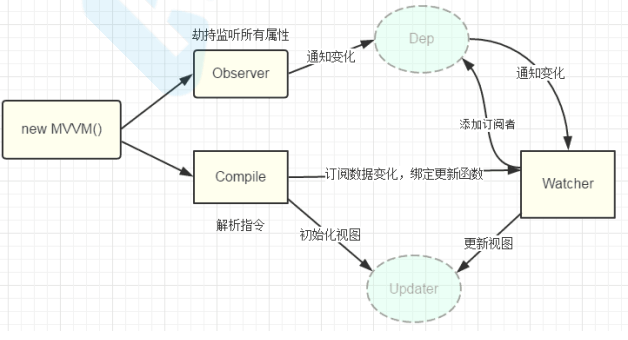 劫持监听所有属性
Dep
Observer
通知变化
通知变化
添加订阅者
new MVVM()
Compile
订阅数据变化，绑定更新函数
Watcher
解析指令
初始化视图
更新视图
Updater